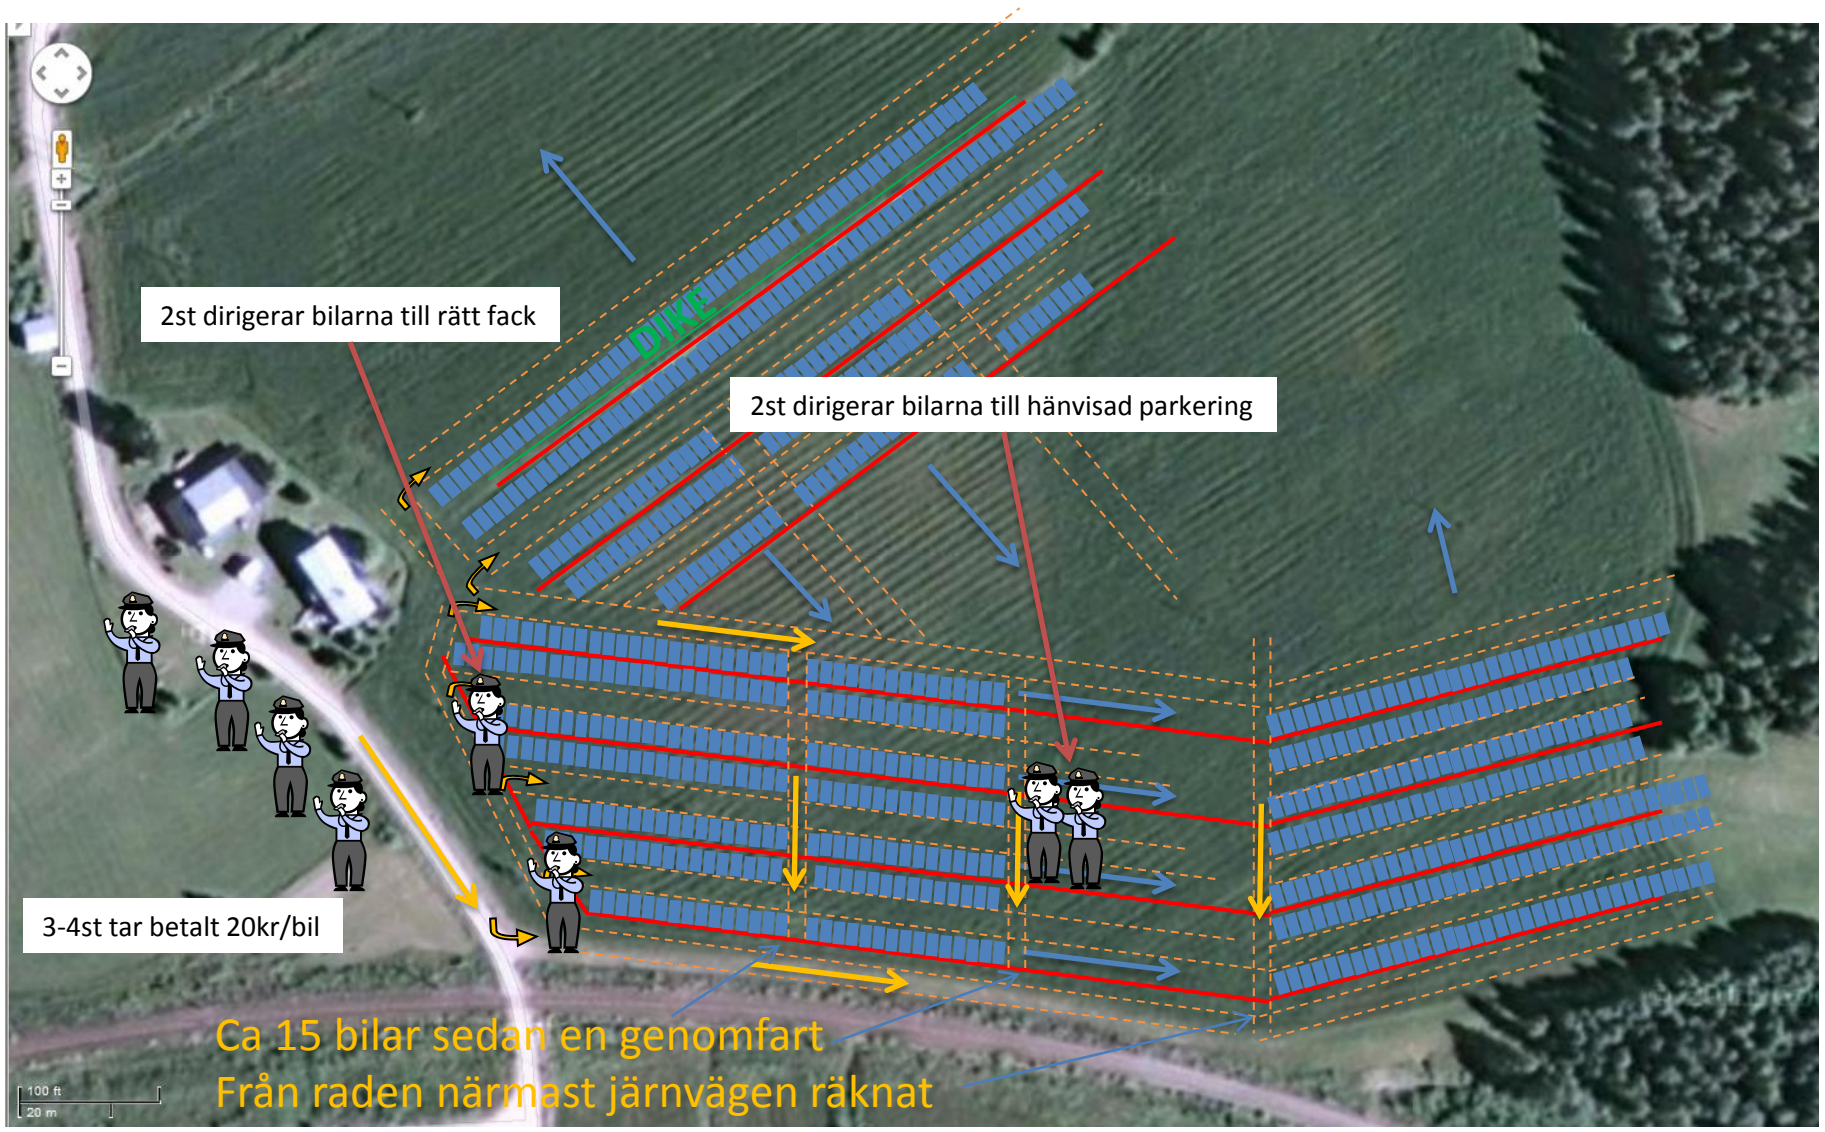 DIKE
2st dirigerar bilarna till rätt fack
2st dirigerar bilarna till hänvisad parkering
3-4st tar betalt 20kr/bil
Ca 15 bilar sedan en genomfart
Från raden närmast järnvägen räknat
100 ft
20 m